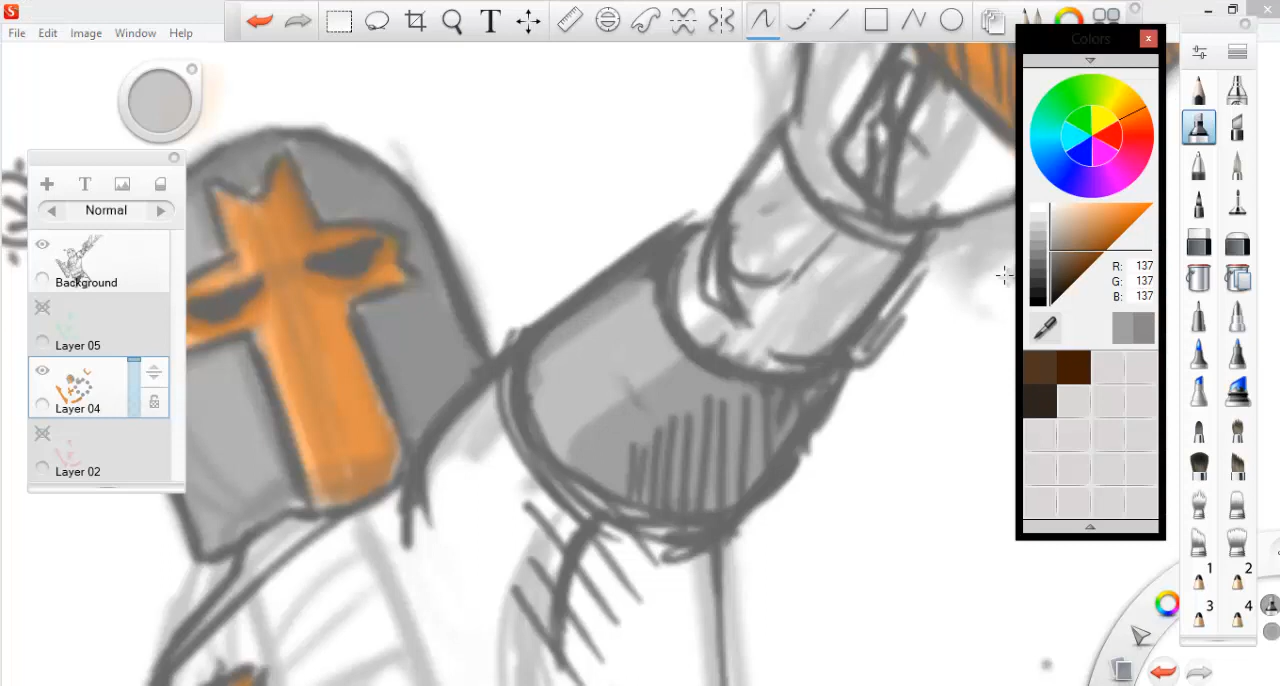 File Edit Image Window Help
T
Colors
T
Normal
Background
Layer 05
Layer 04
Layer 02
R: 137
G: 137
B: 137
1 2
3 4